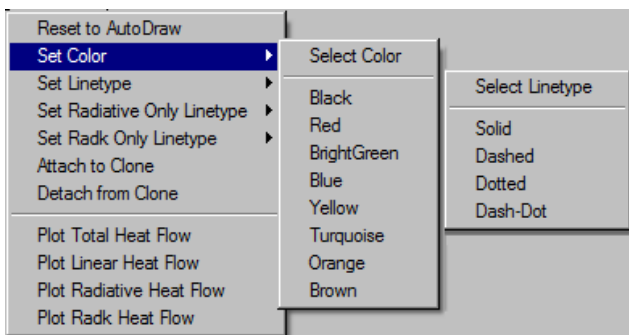 Reset to AutoDraw
Set Color
Set Linetype
Set Radiative Only Linetype
Set Radk Only Linetype
Attach to Clone
Detach from Clone
Plot Total Heat Flow
Plot Linear Heat Flow
Plot Radiative Heat Flow
Plot Radk Heat Flow
Select Color
Black
Red
BrightGreen
Blue
Yellow
Turquoise
Orange
Brown
Select Linetype
Solid
Dashed
Dotted
Dash-Dot